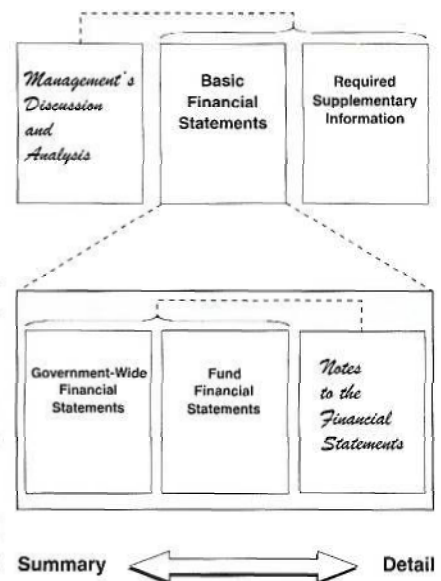 Management's
Discussion
and
Analysis
Basic
Financial
Statements
Required
Supplementary
Information
Government-Wide
Financial
Statements
Fund
Financial
Statements
Notes
to the
Financial
Statements
Summary
Detail